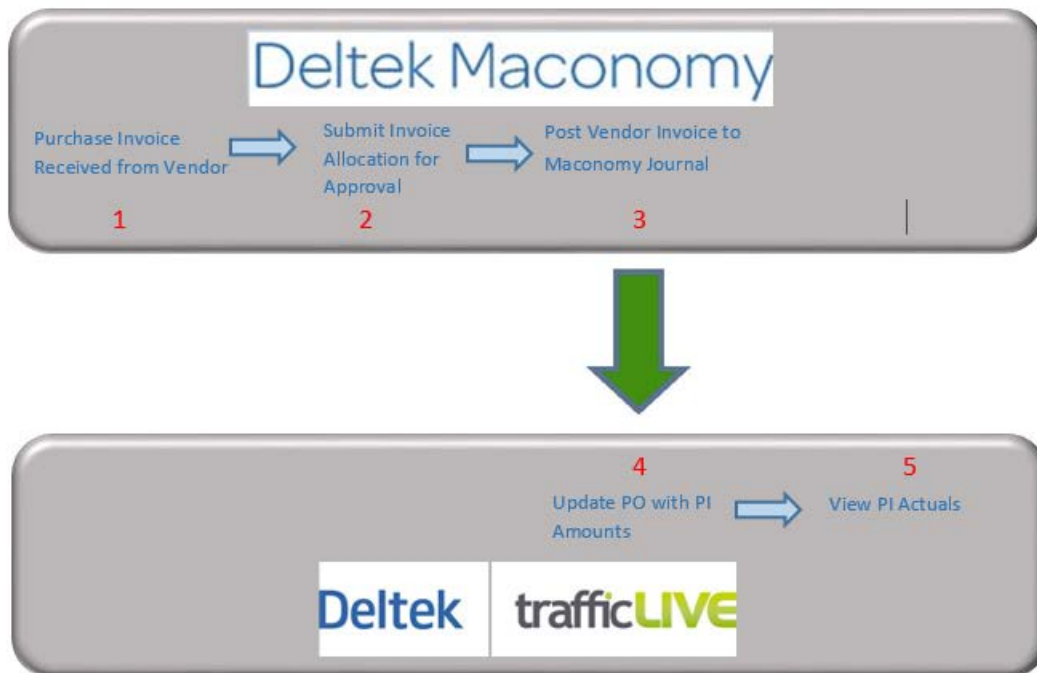 Deltek Maconomy
Purchase Invoice
Received from Vendor
Submit Invoice
Allocation for
Approval
Post Vendor Invoice to
Maconomy Journal
1
2
3
4
5
Update PO with PI
Amounts
View PI Actuals
Deltek
trafficLIVE